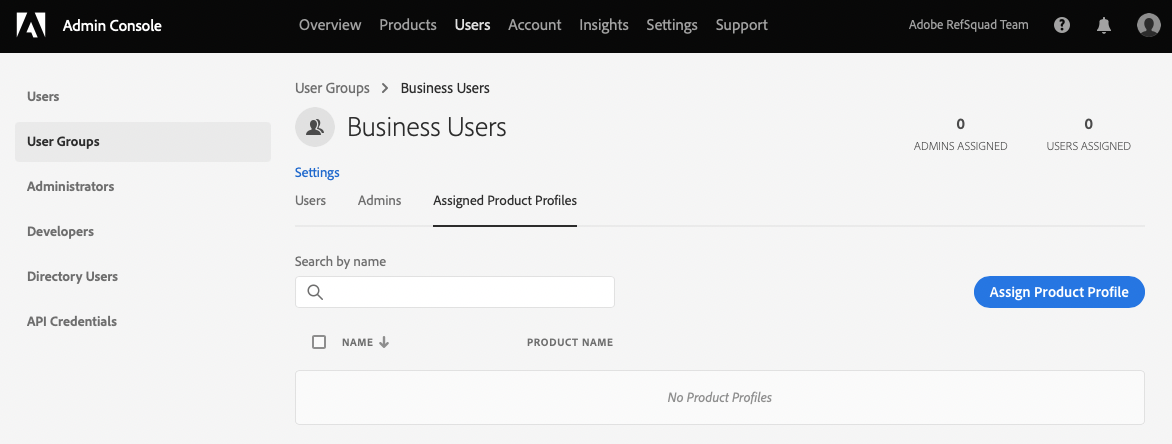 Admin Console Overview Products Users Account Insights Settings Support Adobe RefSquad Team
Users
User Groups
Administrators
Developers
Directory Users
API Credentials
User Groups > Business Users
Business Users
0
ADMINS ASSIGNED
0
USERS ASSIGNED
Settings
Users Admins Assigned Product Profiles
Search by name
Assign Product Profile
NAME PRODUCT NAME
No Product Profiles